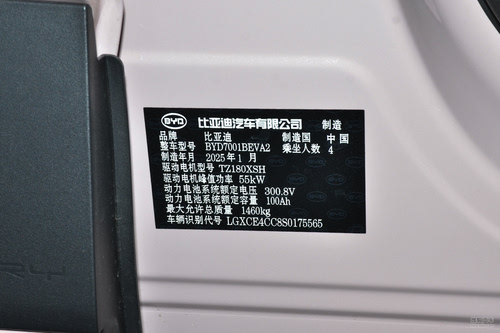 BYD 比亚迪汽车有限公司 制造
品牌 比亚迪 制造国 中国
整车型号 BYD7001BEVA2 乘坐人数 4
制造年月 2025年1月
驱动电机型号 TZ180XSH
驱动电机峰值功率 55kW
动力电池系统额定电压 300.8V
动力电池系统额定容量 100Ah
最大允许总质量 1460kg
车辆识别代号 LGXCE4CC8S0175565